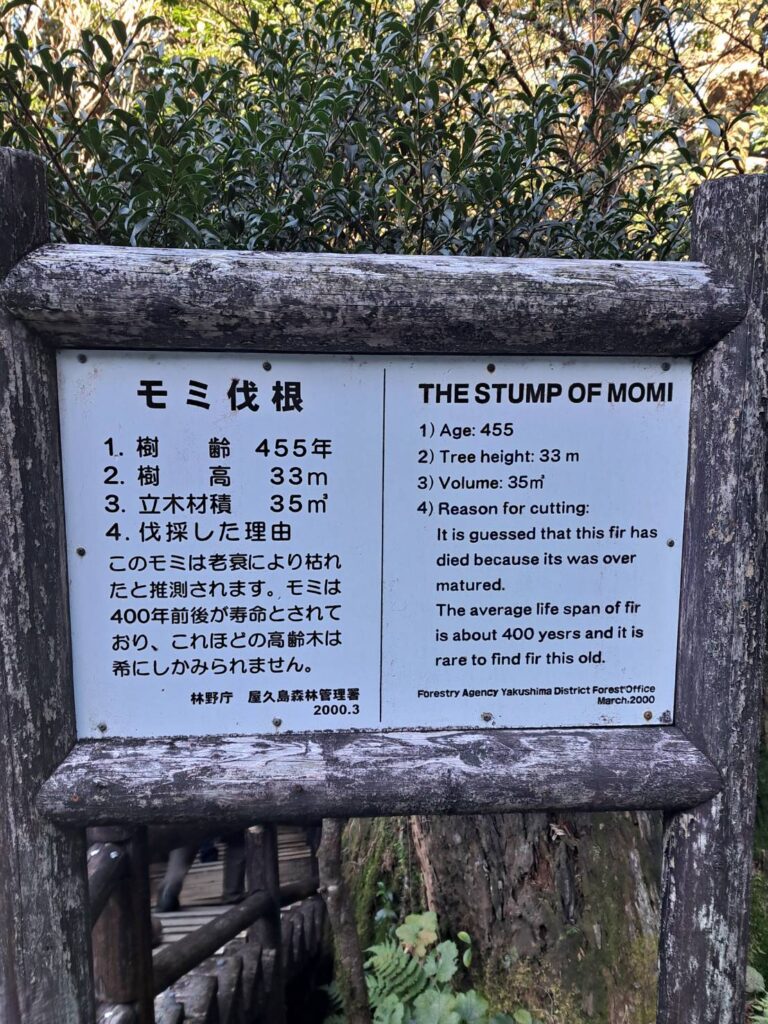 モミ伐根
1. 樹 齢 455年
2. 樹 高 33m
3. 立木材積 35㎥
4. 伐採した理由
このモミは老衰により枯れ
たと推測されます。モミは
400年前後が寿命とされて
おり、これほどの高齢木は
希にしかみられません。
林野庁 屋久島森林管理署
2000.3
THE STUMP OF MOMI
1) Age: 455
2) Tree height: 33 m
3) Volume: 35㎥
4) Reason for cutting:
It is guessed that this fir has
died because its was over
matured.
The average life span of fir
is about 400 yesrs and it is
rare to find fir this old.
Forestry Agency Yakushima District Forest Office
March.2000